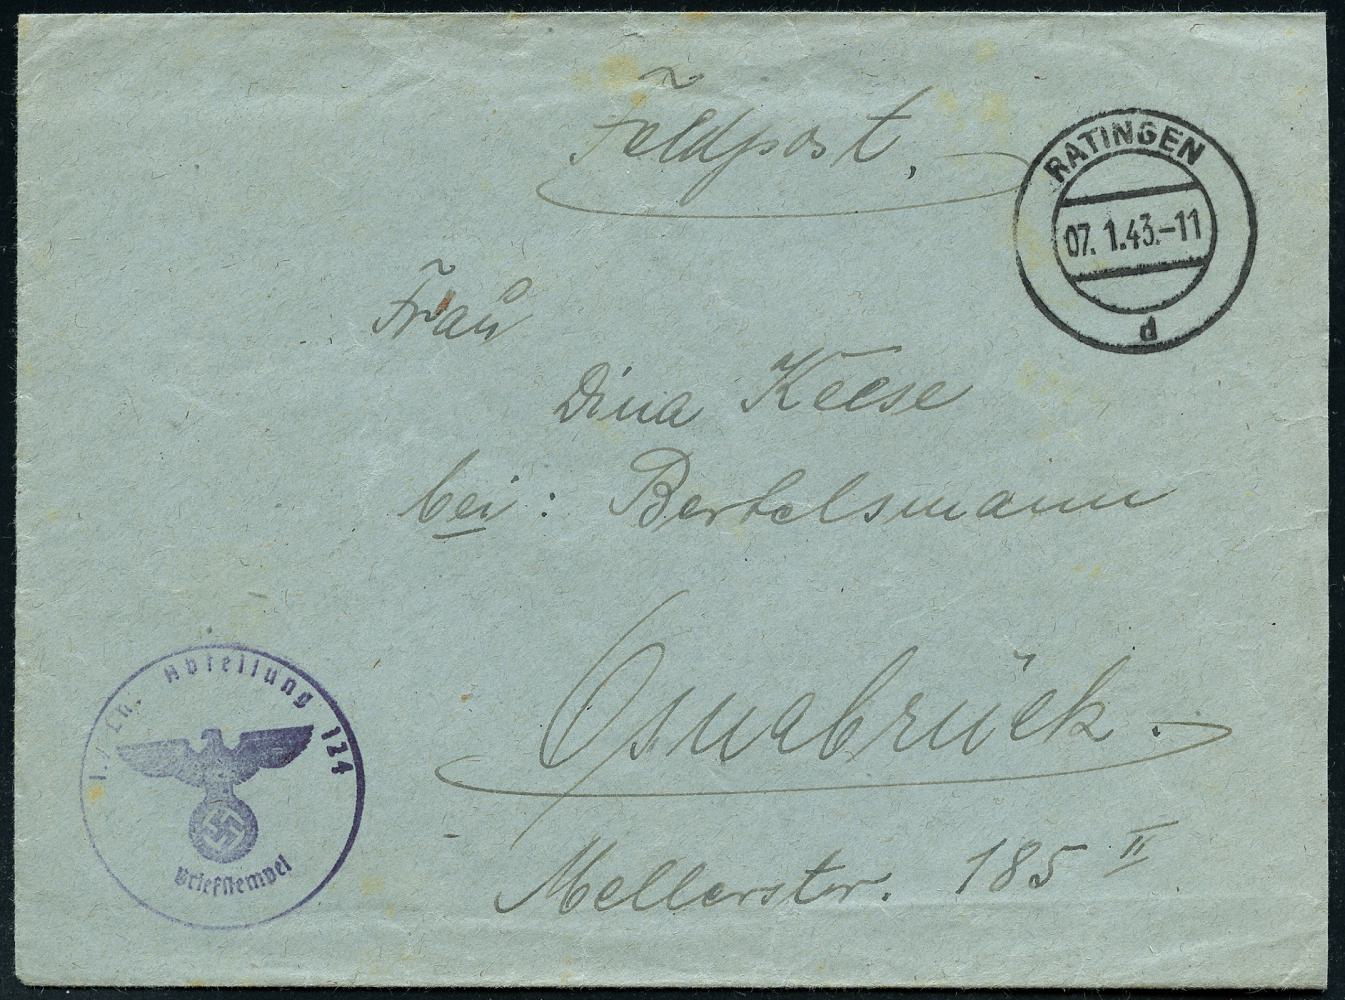 Feldpost,
RATINGEN
07. 1.43.-11
d
Frau
Dina Keese
bei: Bertelsmann
Osnabrück.
Mellerstr. 185 II
Abteilung 124
Briefstempel